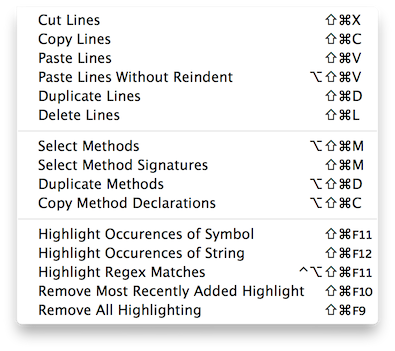 Cut Lines ⇧⌘X
Copy Lines ⇧⌘C
Paste Lines ⇧⌘V
Paste Lines Without Reindent ⌥⇧⌘V
Duplicate Lines ⇧⌘D
Delete Lines ⇧⌘L
Select Methods ⌥⇧⌘M
Select Method Signatures ⇧⌘M
Duplicate Methods ⌥⇧⌘D
Copy Method Declarations ⌥⇧⌘C
Highlight Occurences of Symbol ⇧⌘F11
Highlight Occurences of String ⇧⌘F12
Highlight Regex Matches ^⌥⇧⌘F11
Remove Most Recently Added Highlight ⇧⌘F10
Remove All Highlighting ⇧⌘F9